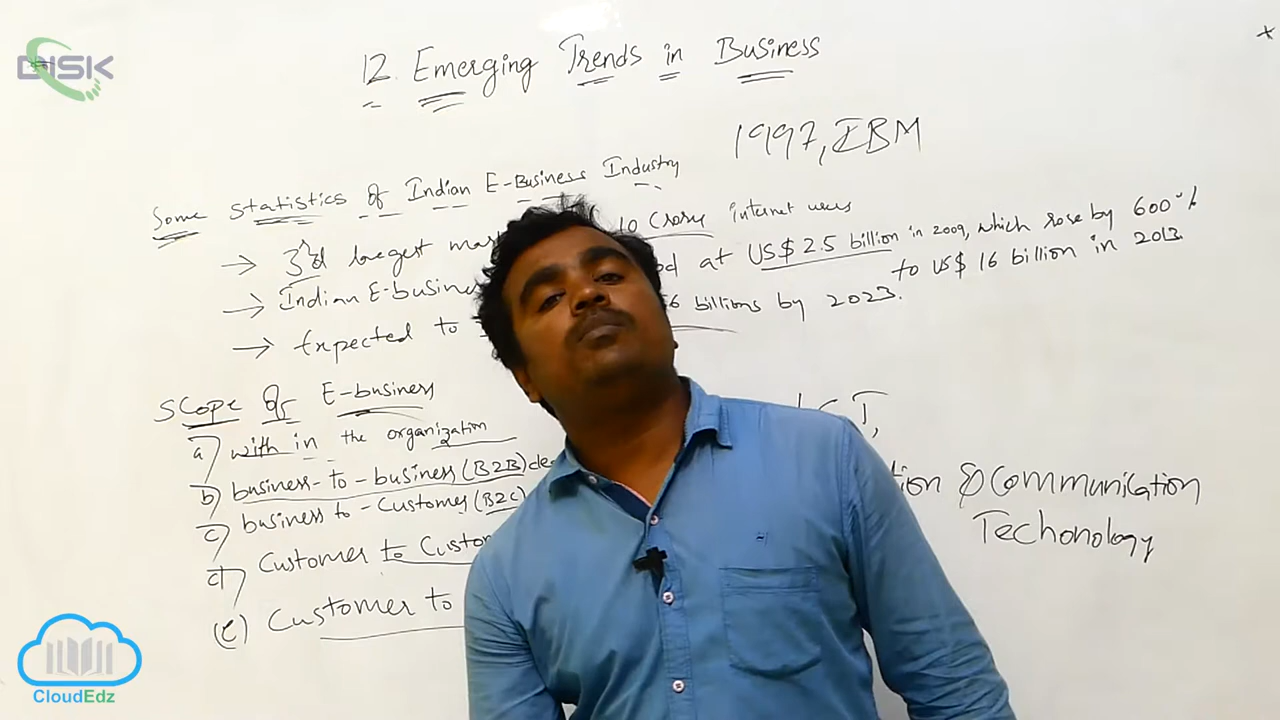 DISK
12. Emerging Trends in Business
1997, IBM
Some statistics of Indian E-Business Industry
→ 3rd largest 10 Crore internet users
→ Indian E-busines at US$ 2.5 billion in 2009, which rose by 600%
to US$ 16 billion in 2013.
→ Expected to 56 billions by 2023.
Scope Of E-business
a) with in the organization
b) business-to-business (B2B) de
c) business to-Customer (B2C)
d) Customer to Custom
(e) Customer to
ICT,
tion & Communication
Techonology
CloudEdz